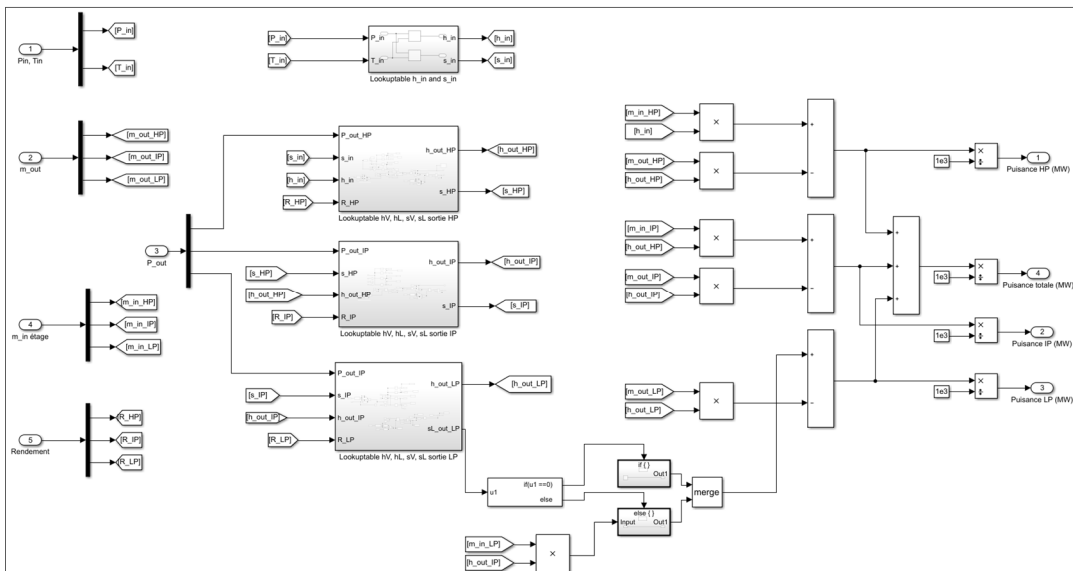 1
Pin, Tin
[P_in]
[T_in]
[P_in]
[T_in]
P_in
T_in
h_in
s_in
[h_in]
[s_in]
Lookuptable h_in and s_in
2
m_out
[m_out_HP]
[m_out_IP]
[m_out_LP]
3
P_out
[s_in]
[h_in]
[R_HP]
P_out_HP
s_in
h_in
R_HP
h_out_HP
s_HP
[h_out_HP]
[s_HP]
Lookuptable hV, hL, sV, sL sortie HP
[s_HP]
[h_out_HP]
[R_IP]
P_out_IP
s_HP
h_out_HP
R_IP
h_out_IP
s_IP
[h_out_IP]
[s_IP]
Lookuptable hV, hL, sV, sL sortie IP
4
m_in étage
[m_in_HP]
[m_in_IP]
[m_in_LP]
[s_IP]
[h_out_IP]
[R_LP]
P_out_IP
s_IP
h_out_IP
R_LP
h_out_LP
sL_out_LP
[h_out_LP]
Lookuptable hV, hL, sV, sL sortie LP
5
Rendement
[R_HP]
[R_IP]
[R_LP]
u1
if(u1 ==0)
else
if { }
Out1
else { }
Input
Out1
merge
[m_in_LP]
[h_out_IP]
×
[m_in_HP]
[h_in]
×
[m_out_HP]
[h_out_HP]
×
+
−
1e3
×
÷
1
Puisance HP (MW)
[m_in_IP]
[h_out_HP]
×
[m_out_IP]
[h_out_IP]
×
+
−
+
+
+
1e3
×
÷
4
Puisance totale (MW)
1e3
×
÷
2
Puisance IP (MW)
[m_out_LP]
[h_out_LP]
×
+
−
1e3
×
÷
3
Puisance LP (MW)